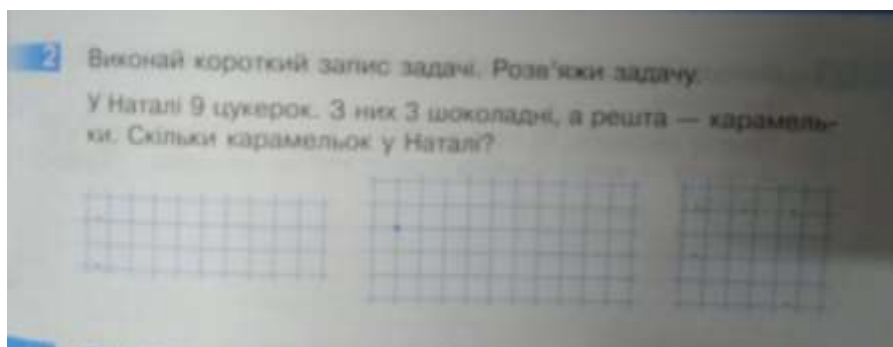 2
Виконай короткий запис задачі. Розв'яжи задачу.
У Наталі 9 цукерок. З них 3 шоколадні, а решта — карамель-
ки. Скільки карамельок у Наталі?